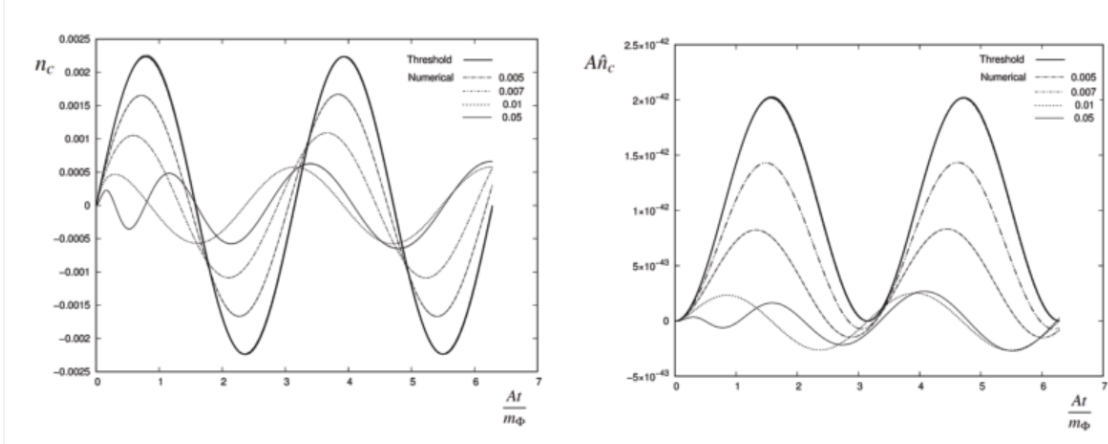 n_c
0.0025
0.002
0.0015
0.001
0.0005
0
−0.0005
−0.001
−0.0015
−0.002
−0.0025
Threshold
Numerical
0.005
0.007
0.01
0.05
0 1 2 3 4 5 6 7
At
m_Φ
An̂_c
2.5×10⁻⁴²
2×10⁻⁴²
1.5×10⁻⁴²
1×10⁻⁴²
5×10⁻⁴³
0
−5×10⁻⁴³
Threshold
Numerical
0.005
0.007
0.01
0.05
0 1 2 3 4 5 6 7
At
m_Φ